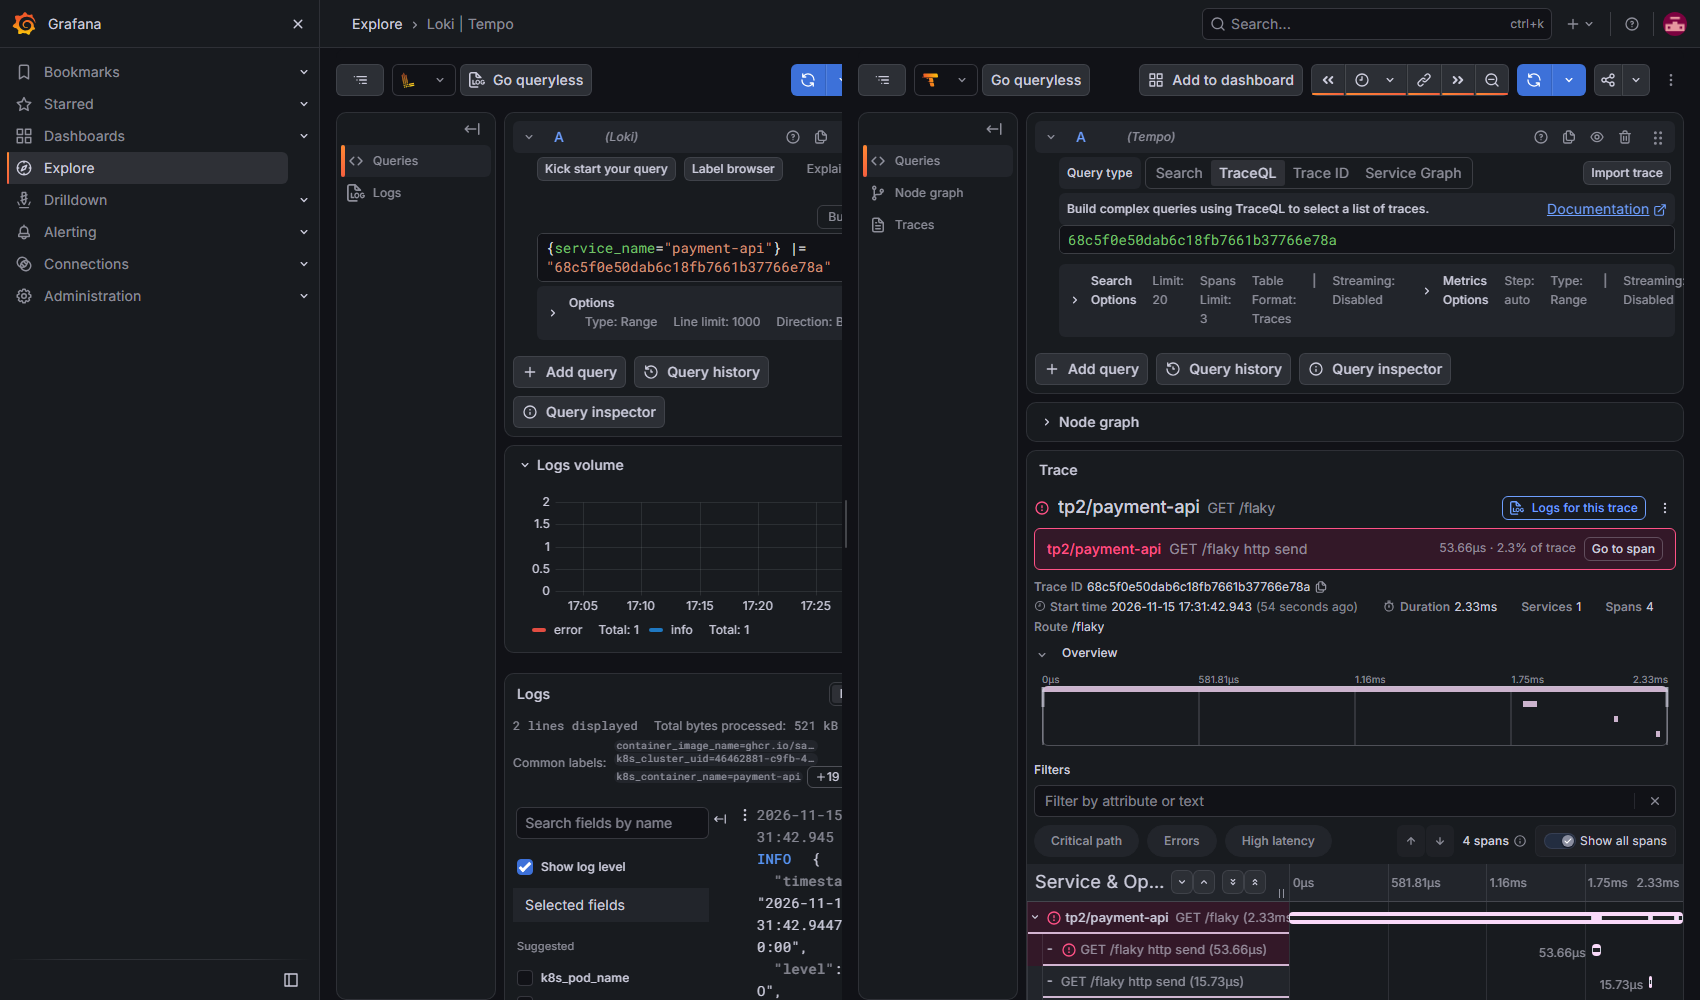 Grafana
Explore › Loki | Tempo
Search...
ctrl+k
Bookmarks
Starred
Dashboards
Explore
Drilldown
Alerting
Connections
Administration
Go queryless
Queries
Logs
A (Loki)
Kick start your query
Label browser
Explai
Bu
{service_name="payment-api"} |=
"68c5f0e50dab6c18fb7661b37766e78a"
Options
Type: Range Line limit: 1000 Direction: B
Add query
Query history
Query inspector
Logs volume
2
1.5
1
0.5
0
17:05 17:10 17:15 17:20 17:25
error Total: 1 info Total: 1
Logs
2 lines displayed Total bytes processed: 521 kB
Common labels:
container_image_name=ghcr.io/sa…
k8s_cluster_uid=46462881-c9fb-4…
k8s_container_name=payment-api
+19
Search fields by name
Show log level
Selected fields
Suggested
k8s_pod_name
2026-11-15
31:42.945
INFO {
"timesta
"2026-11-1
31:42.9447
0:00",
"level":
O",
Go queryless
Add to dashboard
Queries
Node graph
Traces
A (Tempo)
Query type
Search
TraceQL
Trace ID
Service Graph
Import trace
Build complex queries using TraceQL to select a list of traces.
Documentation
68c5f0e50dab6c18fb7661b37766e78a
Search Options
Limit: 20
Spans Limit: 3
Table Format: Traces
|
Streaming: Disabled
Metrics Options
Step: auto
Type: Range
|
Streaming: Disabled
Add query
Query history
Query inspector
Node graph
Trace
tp2/payment-api GET /flaky
Logs for this trace
tp2/payment-api GET /flaky http send
53.66μs · 2.3% of trace
Go to span
Trace ID 68c5f0e50dab6c18fb7661b37766e78a
Start time 2026-11-15 17:31:42.943 (54 seconds ago) Duration 2.33ms Services 1 Spans 4
Route /flaky
Overview
0μs 581.81μs 1.16ms 1.75ms 2.33ms
Filters
Filter by attribute or text
Critical path
Errors
High latency
4 spans
Show all spans
Service & Op...
0μs 581.81μs 1.16ms 1.75ms 2.33ms
tp2/payment-api GET /flaky (2.33ms
GET /flaky http send (53.66μs)
53.66μs
GET /flaky http send (15.73μs)
15.73μs